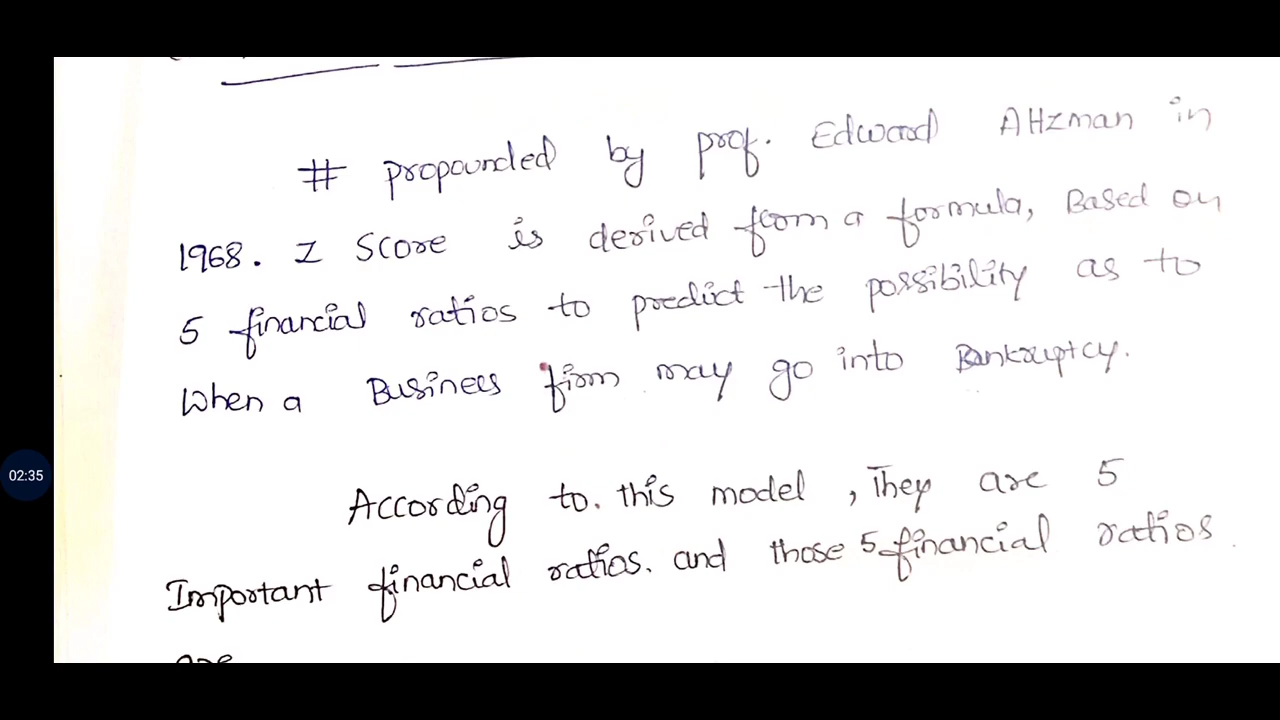 # propounded by prof. Edward AHzman in
1968. Z Score is derived from a formula, Based on
5 financial ratios to predict the possibility as to
When a Business firm may go into Bankruptcy.
According to. this model, They are 5
Important financial ratios. and those 5 financial ratios
are
02:35